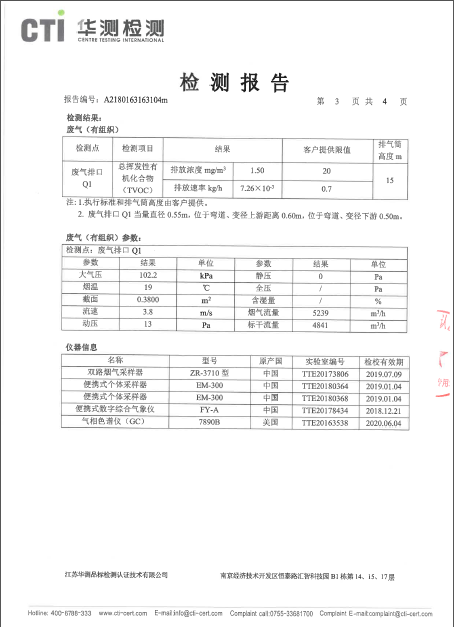 CTI 华测检测
CENTRE TESTING INTERNATIONAL
检 测 报 告
报告编号: A2180163163104m 第 3 页 共 4 页
检测结果:
废气（有组织）
检测点 检测项目 结果 客户提供限值 排气筒高度 m
废气排口 Q1 总挥发性有机化合物（TVOC） 排放浓度 mg/m³ 1.50 20 15
排放速率 kg/h 7.26×10⁻³ 0.7
注: 1.执行标准和排气筒高度由客户提供。
2. 废气排口 Q1 当量直径 0.55m，位于弯道、变径上游距离 0.60m，位于弯道、变径下游 0.50m。
废气（有组织）参数:
检测点：废气排口 Q1
参数 结果 单位 参数 结果 单位
大气压 102.2 kPa 静压 0 Pa
烟温 19 ℃ 全压 / Pa
截面 0.3800 m² 含湿量 / %
流速 3.8 m/s 烟气流量 5239 m³/h
动压 13 Pa 标干流量 4841 m³/h
仪器信息
名称 型号 原产国 实验室编号 检校有效期
双路烟气采样器 ZR-3710 型 中国 TTE20173806 2019.07.09
便携式个体采样器 EM-300 中国 TTE20180364 2019.01.04
便携式个体采样器 EM-300 中国 TTE20180368 2019.01.04
便携式数字综合气象仪 FY-A 中国 TTE20178434 2018.12.21
气相色谱仪（GC） 7890B 美国 TTE20163538 2020.06.04
江苏华测品标检测认证技术有限公司 南京经济技术开发区恒泰路汇智科技园 B1 栋第 14、15、17 层
Hotline: 400-6788-333 www.cti-cert.com E-mail:info@cti-cert.com Complaint call:0755-33681700 Complaint E-mail:complaint@cti-cert.com